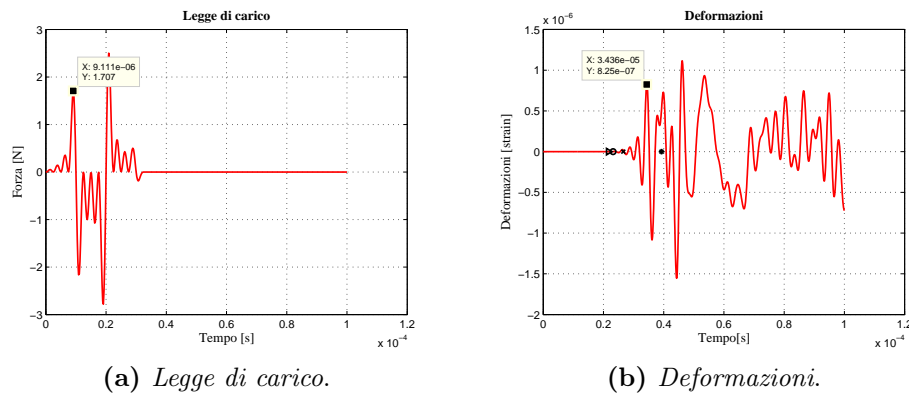 Legge di carico
3
2
1
0
−1
−2
−3
Forza [N]
X: 9.111e−06
Y: 1.707
0
0.2
0.4
0.6
0.8
1
1.2
x 10⁻⁴
Tempo [s]
(a) Legge di carico.
Deformazioni
x 10⁻⁶
1.5
1
0.5
0
−0.5
−1
−1.5
−2
Deformazioni [strain]
X: 3.436e−05
Y: 8.25e−07
0
0.2
0.4
0.6
0.8
1
1.2
x 10⁻⁴
Tempo[s]
(b) Deformazioni.